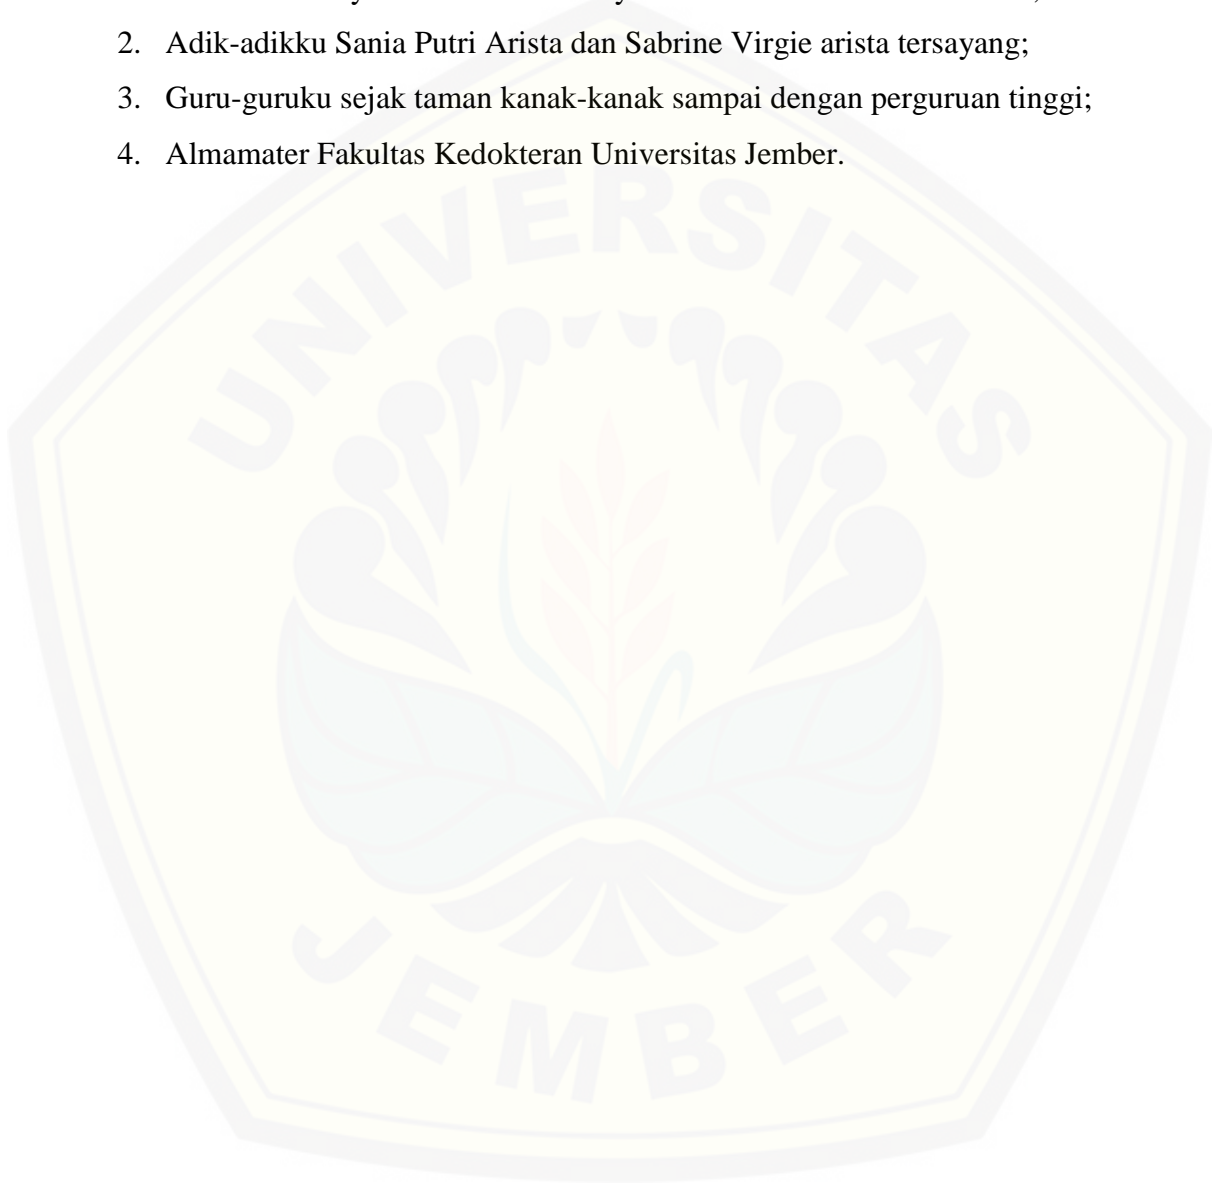 2. Adik-adikku Sania Putri Arista dan Sabrine Virgie arista tersayang;
3. Guru-guruku sejak taman kanak-kanak sampai dengan perguruan tinggi;
4. Almamater Fakultas Kedokteran Universitas Jember.
UNIVERSITAS
JEMBER